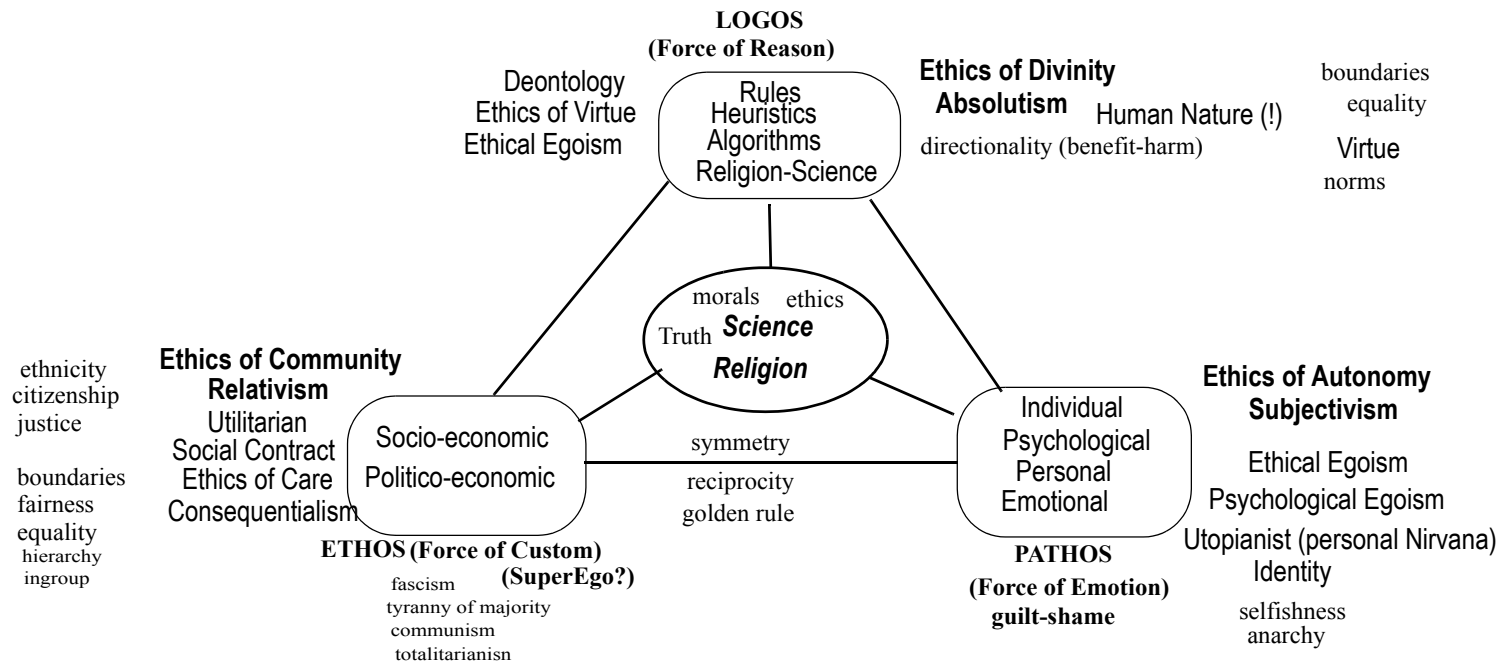 LOGOS
(Force of Reason)
Deontology
Ethics of Virtue
Ethical Egoism
Rules
Heuristics
Algorithms
Religion-Science
Ethics of Divinity
Absolutism
Human Nature (!)
directionality (benefit-harm)
boundaries
equality
Virtue
norms
morals
ethics
Truth
Science
Religion
ethnicity
citizenship
justice
boundaries
fairness
equality
hierarchy
ingroup
Ethics of Community
Relativism
Utilitarian
Social Contract
Ethics of Care
Consequentialism
Socio-economic
Politico-economic
ETHOS (Force of Custom)
(SuperEgo?)
fascism
tyranny of majority
communism
totalitarianisn
symmetry
reciprocity
golden rule
Individual
Psychological
Personal
Emotional
PATHOS
(Force of Emotion)
guilt-shame
Ethics of Autonomy
Subjectivism
Ethical Egoism
Psychological Egoism
Utopianist (personal Nirvana)
Identity
selfishness
anarchy